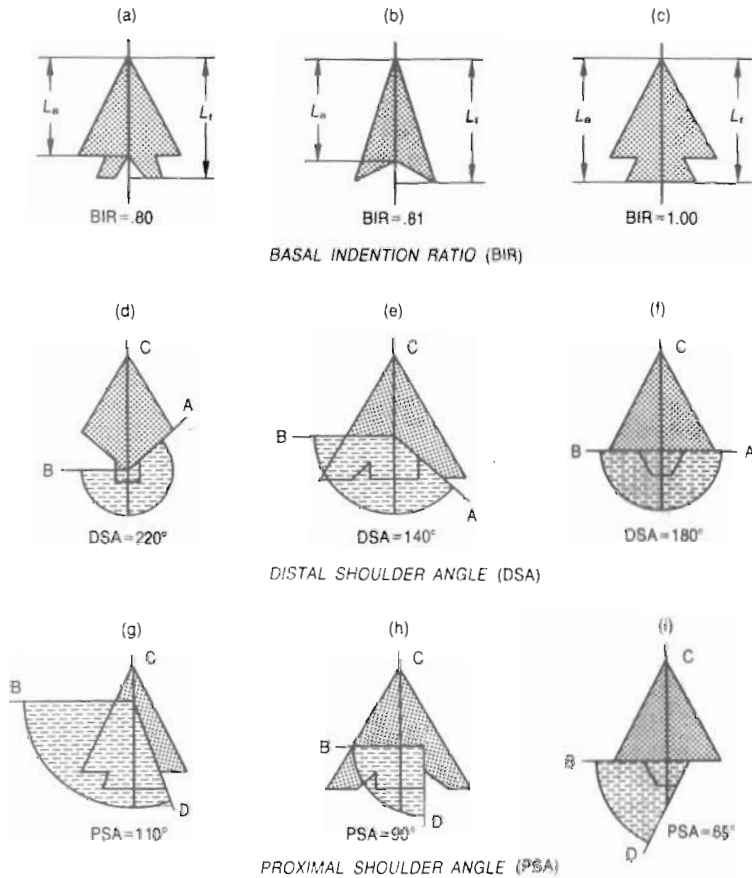 (a) (b) (c)
La Lt La Lt La Lt
BIR=.80 BIR=.81 BIR=1.00
BASAL INDENTION RATIO (BIR)
(d) (e) (f)
C C C
A
B B B A
A
DSA=220° DSA=140° DSA=180°
DISTAL SHOULDER ANGLE (DSA)
(g) (h) (i)
C C C
B
B B
D D
PSA=110° PSA=90° PSA=65°
D
PROXIMAL SHOULDER ANGLE (PSA)